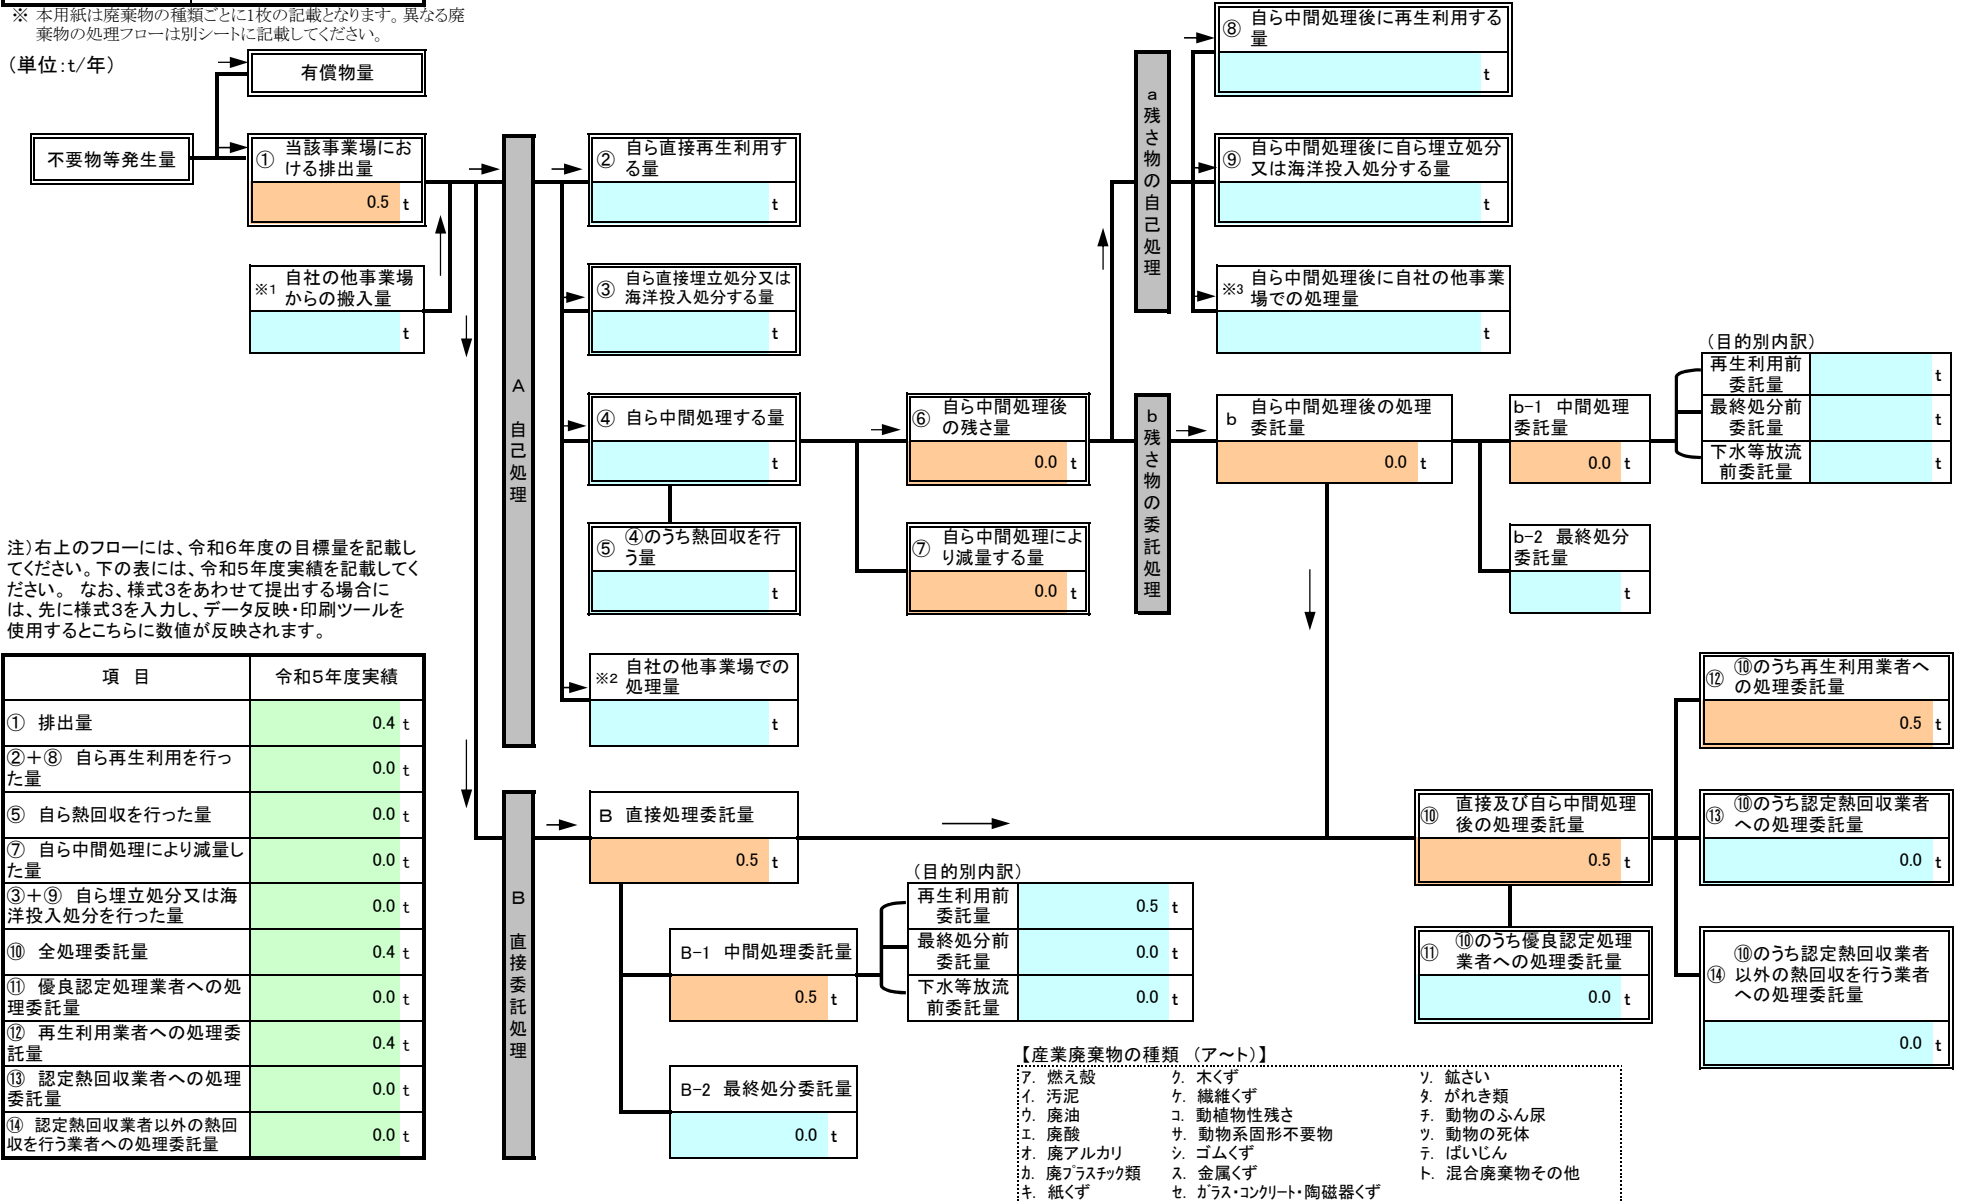 ※ 本用紙は廃棄物の種類ごとに1枚の記載となります。異なる廃
棄物の処理フローは別シートに記載してください。
（単位:t/年）
有償物量
不要物等発生量
① 当該事業場にお
ける排出量
0.5 t
※1 自社の他事業場
からの搬入量
t
A 自己処理
② 自ら直接再生利用す
る量
t
③ 自ら直接埋立処分又は
海洋投入処分する量
t
④ 自ら中間処理する量
t
⑤ ④のうち熱回収を行
う量
t
※2 自社の他事業場での
処理量
t
⑥ 自ら中間処理後
の残さ量
0.0 t
⑦ 自ら中間処理によ
り減量する量
0.0 t
a 残さ物の自己処理
⑧ 自ら中間処理後に再生利用する
量
t
⑨ 自ら中間処理後に自ら埋立処分
又は海洋投入処分する量
t
※3 自ら中間処理後に自社の他事業
場での処理量
t
b 残さ物の委託処理
b 自ら中間処理後の処理
委託量
0.0 t
b-1 中間処理
委託量
0.0 t
b-2 最終処分
委託量
t
（目的別内訳）
再生利用前
委託量
t
最終処分前
委託量
t
下水等放流
前委託量
t
注）右上のフローには、令和6年度の目標量を記載し
てください。下の表には、令和5年度実績を記載してく
ださい。 なお、様式3をあわせて提出する場合に
は、先に様式3を入力し、データ反映・印刷ツールを
使用するとこちらに数値が反映されます。
項 目 令和5年度実績
① 排出量 0.4 t
②＋⑧ 自ら再生利用を行っ
た量 0.0 t
⑤ 自ら熱回収を行った量 0.0 t
⑦ 自ら中間処理により減量し
た量 0.0 t
③＋⑨ 自ら埋立処分又は海
洋投入処分を行った量 0.0 t
⑩ 全処理委託量 0.4 t
⑪ 優良認定処理業者への処
理委託量 0.0 t
⑫ 再生利用業者への処理委
託量 0.4 t
⑬ 認定熱回収業者への処理
委託量 0.0 t
⑭ 認定熱回収業者以外の熱回
収を行う業者への処理委託量 0.0 t
B 直接委託処理
B 直接処理委託量
0.5 t
B-1 中間処理委託量
0.5 t
B-2 最終処分委託量
0.0 t
（目的別内訳）
再生利用前
委託量
0.5 t
最終処分前
委託量
0.0 t
下水等放流
前委託量
0.0 t
⑩ 直接及び自ら中間処理
後の処理委託量
0.5 t
⑪ ⑩のうち優良認定処理
業者への処理委託量
0.0 t
⑫ ⑩のうち再生利用業者へ
の処理委託量
0.5 t
⑬ ⑩のうち認定熱回収業者
への処理委託量
0.0 t
⑭ ⑩のうち認定熱回収業者
以外の熱回収を行う業者
への処理委託量
0.0 t
【産業廃棄物の種類 （ア～ト）】
ア. 燃え殻 ク. 木くず ソ. 鉱さい
イ. 汚泥 ケ. 繊維くず タ. がれき類
ウ. 廃油 コ. 動植物性残さ チ. 動物のふん尿
エ. 廃酸 サ. 動物系固形不要物 ツ. 動物の死体
オ. 廃アルカリ シ. ゴムくず テ. ばいじん
カ. 廃プラスチック類 ス. 金属くず ト. 混合廃棄物その他
キ. 紙くず セ. ガラス・コンクリート・陶磁器くず